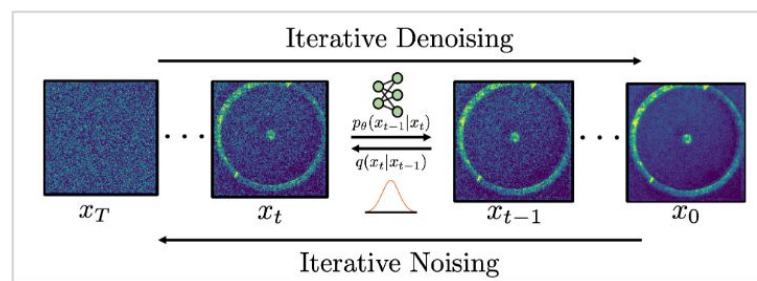 Iterative Denoising
· · ·
p_θ(x_{t−1}|x_t)
q(x_t|x_{t−1})
· · ·
x_T
x_t
x_{t−1}
x_0
Iterative Noising